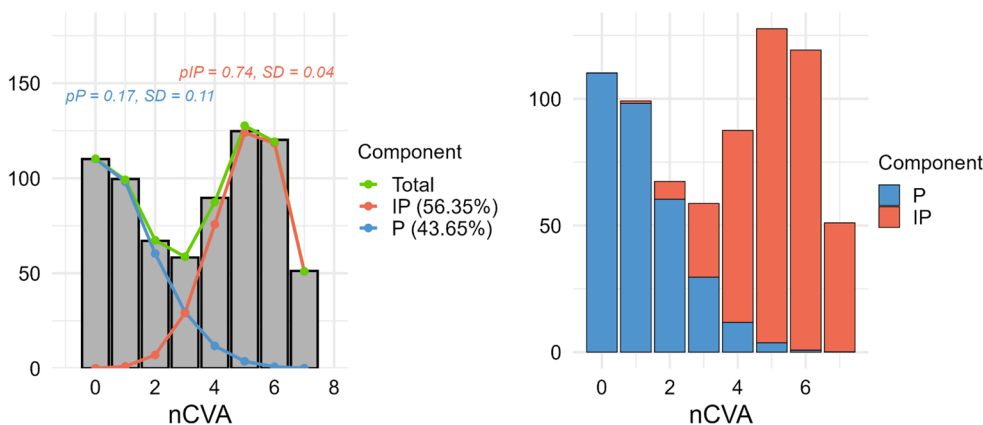 pIP = 0.74, SD = 0.04
pP = 0.17, SD = 0.11
150
100
50
0
0 2 4 6 8
nCVA
Component
Total
IP (56.35%)
P (43.65%)
100
50
0
0 2 4 6
nCVA
Component
P
IP